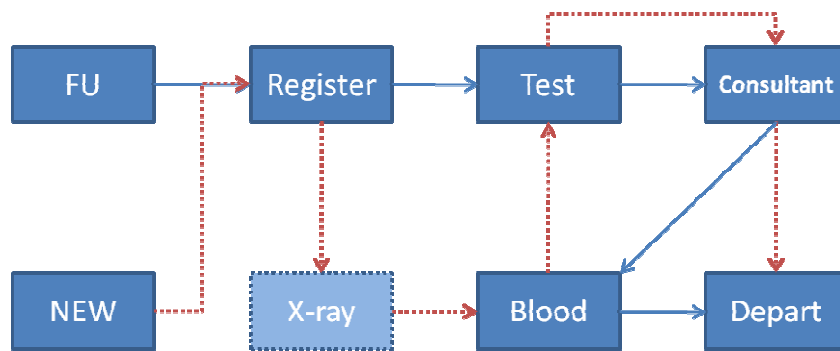 FU
Register
Test
Consultant
NEW
X-ray
Blood
Depart